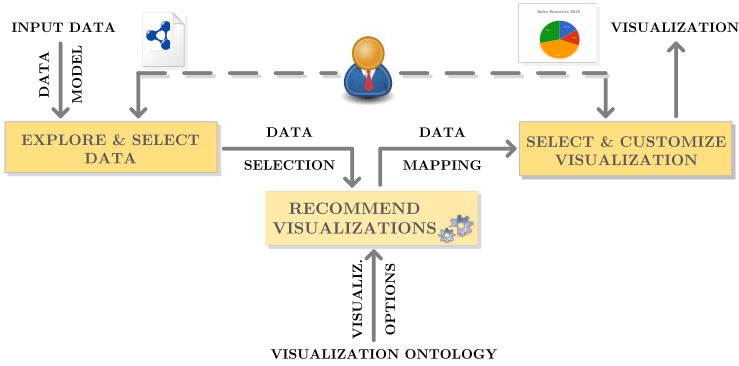 INPUT DATA
Sales Statistics 2015
VISUALIZATION
DATA
MODEL
EXPLORE & SELECT
DATA
DATA
SELECTION
DATA
MAPPING
SELECT & CUSTOMIZE
VISUALIZATION
RECOMMEND
VISUALIZATIONS
VISUALIZ.
OPTIONS
VISUALIZATION ONTOLOGY